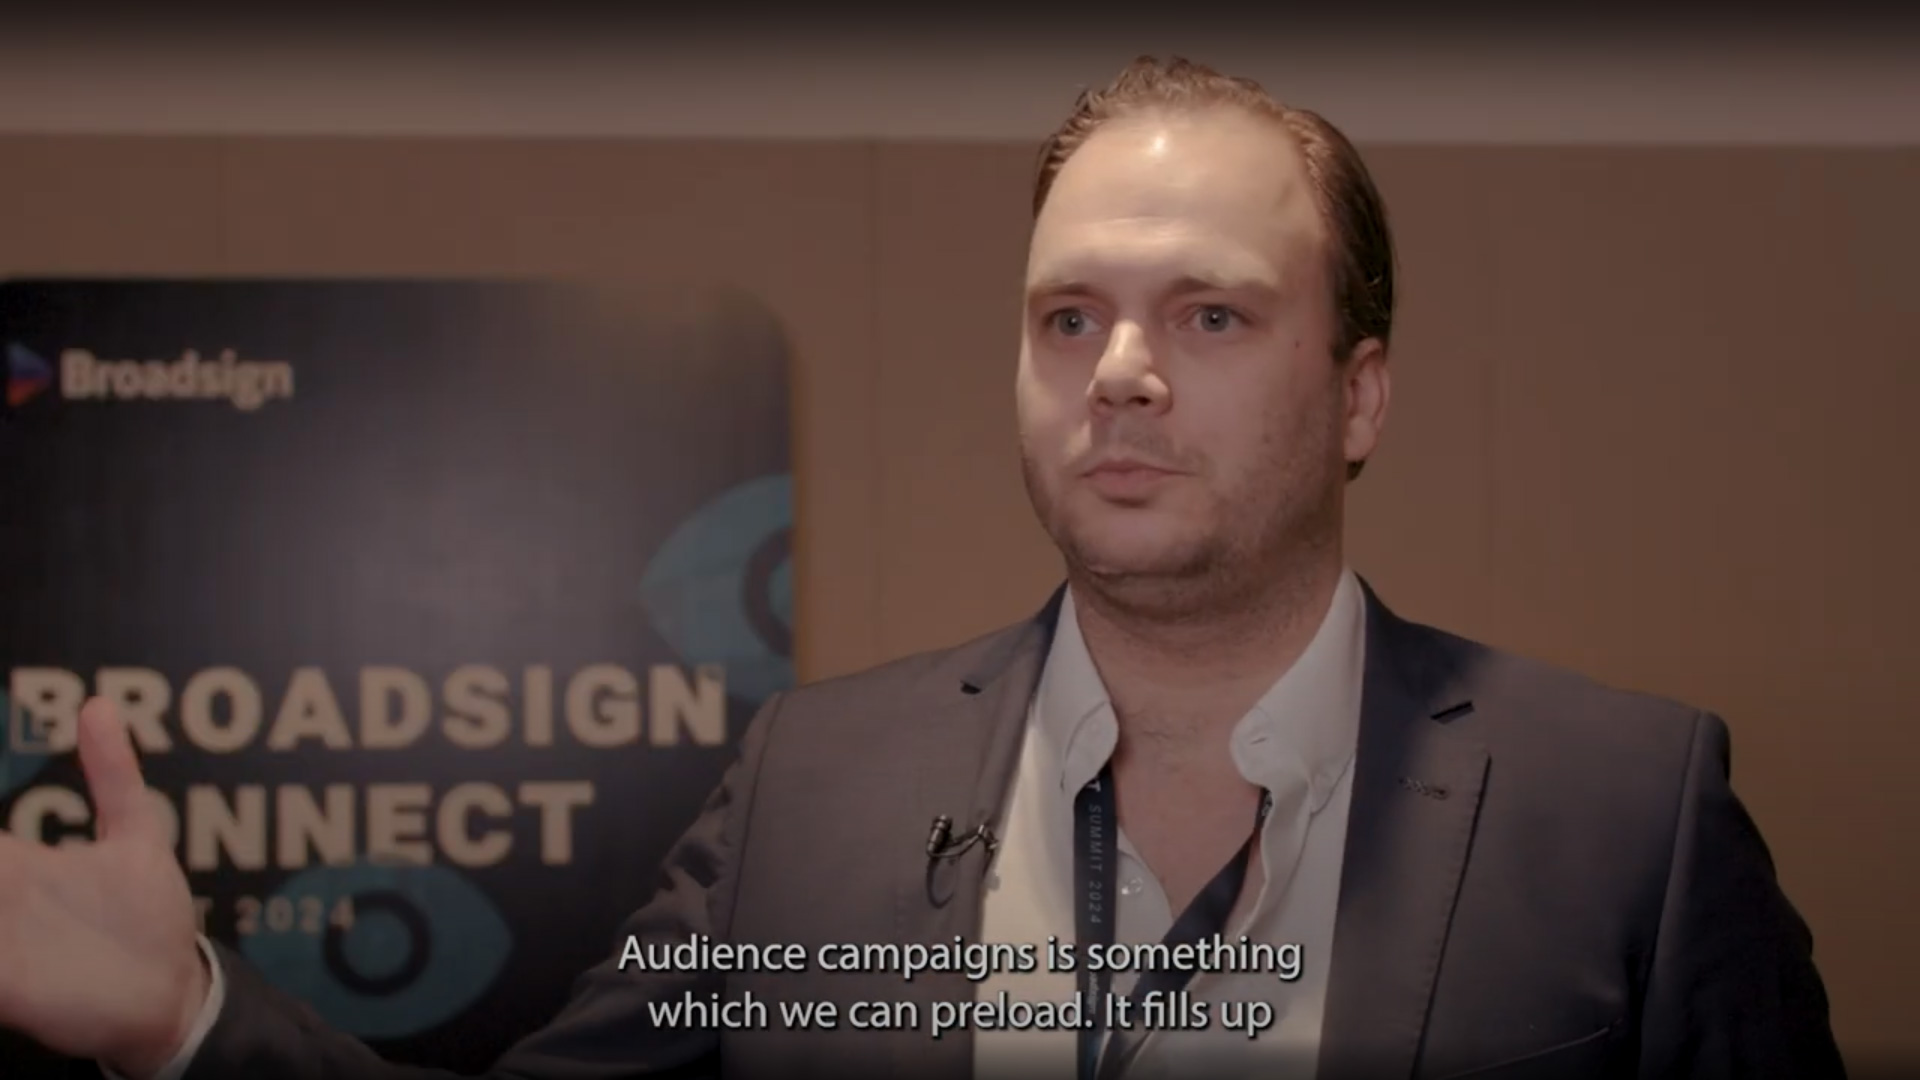 Broadsign
BROADSIGN
CONNECT
T 2024
T SUMMIT 2024
Audience campaigns is something
which we can preload. It fills up